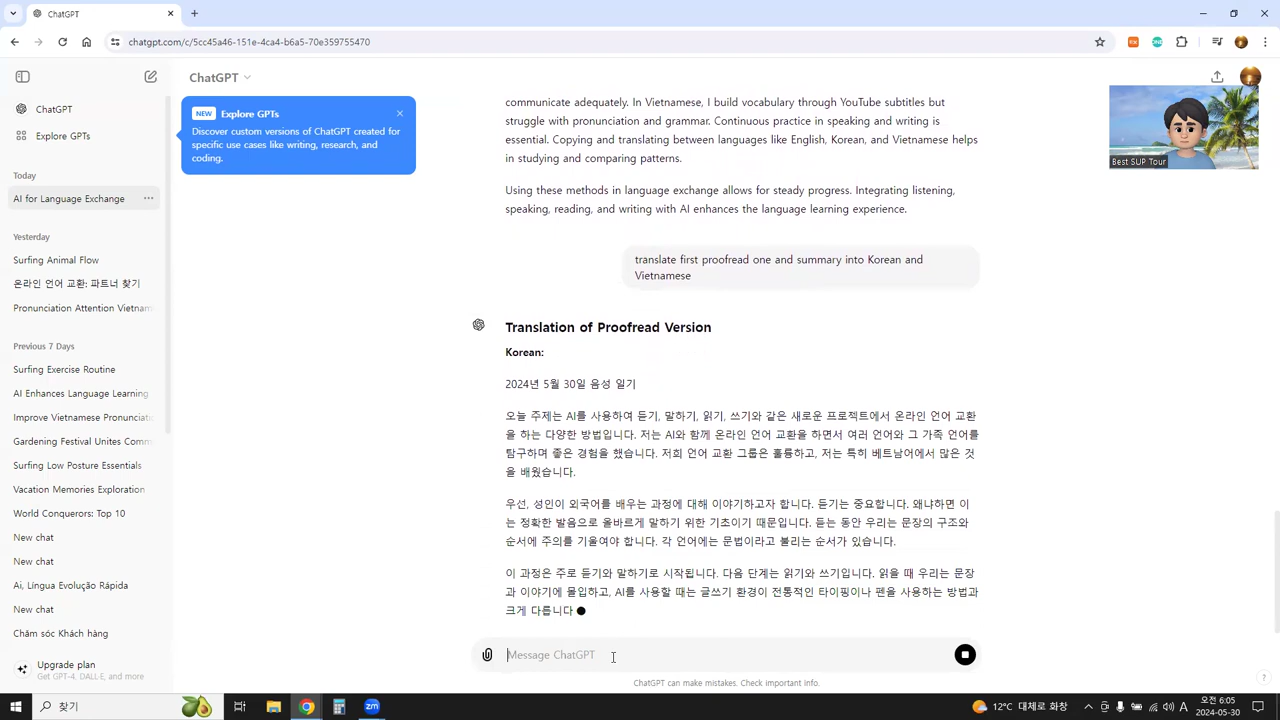 ChatGPT
chatgpt.com/c/5cc45a46-151e-4ca4-b6a5-70e359755470
ChatGPT
Explore GPTs
Today
AI for Language Exchange
Yesterday
Surfing Animal Flow
온라인 언어 교환: 파트너 찾기
Pronunciation Attention Vietnam
Previous 7 Days
Surfing Exercise Routine
AI Enhances Language Learning
Improve Vietnamese Pronunciati
Gardening Festival Unites Comm
Surfing Low Posture Essentials
Vacation Memories Exploration
World Conquerors: Top 10
New chat
New chat
Ai, Língua Evolução Rápida
New chat
Chăm sóc Khách hàng
Upgrade plan
Get GPT-4, DALL·E, and more
ChatGPT
NEW Explore GPTs
Discover custom versions of ChatGPT created for
specific use cases like writing, research, and
coding.
communicate adequately. In Vietnamese, I build vocabulary through YouTube subtitles but
struggle with pronunciation and grammar. Continuous practice in speaking and writing is
essential. Copying and translating between languages like English, Korean, and Vietnamese helps
in studying and comparing patterns.
Using these methods in language exchange allows for steady progress. Integrating listening,
speaking, reading, and writing with AI enhances the language learning experience.
translate first proofread one and summary into Korean and
Vietnamese
Translation of Proofread Version
Korean:
2024년 5월 30일 음성 일기
오늘 주제는 AI를 사용하여 듣기, 말하기, 읽기, 쓰기와 같은 새로운 프로젝트에서 온라인 언어 교환
을 하는 다양한 방법입니다. 저는 AI와 함께 온라인 언어 교환을 하면서 여러 언어와 그 가족 언어를
탐구하며 좋은 경험을 했습니다. 저희 언어 교환 그룹은 훌륭하고, 저는 특히 베트남어에서 많은 것
을 배웠습니다.
우선, 성인이 외국어를 배우는 과정에 대해 이야기하고자 합니다. 듣기는 중요합니다. 왜냐하면 이
는 정확한 발음으로 올바르게 말하기 위한 기초이기 때문입니다. 듣는 동안 우리는 문장의 구조와
순서에 주의를 기울여야 합니다. 각 언어에는 문법이라고 불리는 순서가 있습니다.
이 과정은 주로 듣기와 말하기로 시작됩니다. 다음 단계는 읽기와 쓰기입니다. 읽을 때 우리는 문장
과 이야기에 몰입하고, AI를 사용할 때는 글쓰기 환경이 전통적인 타이핑이나 펜을 사용하는 방법과
크게 다릅니다
Message ChatGPT
ChatGPT can make mistakes. Check important info.
?
Best SUP Tour
찾기
12°C 대체로 화창
A
오전 6:05
2024-05-30